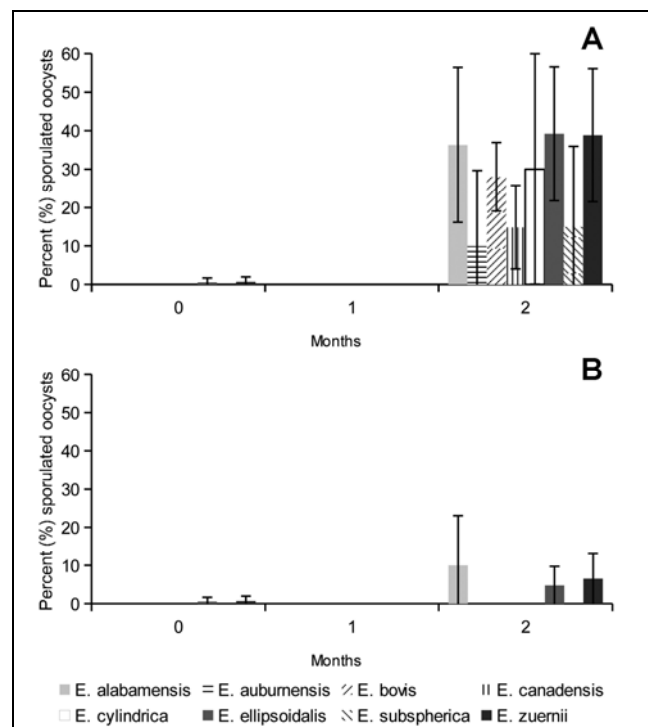 A
60
50
40
30
20
10
0
Percent (%) sporulated oocysts
0 1 2
Months
B
60
50
40
30
20
10
0
Percent (%) sporulated oocysts
0 1 2
Months
E. alabamensis E. auburnensis E. bovis E. canadensis
E. cylindrica E. ellipsoidalis E. subspherica E. zuernii